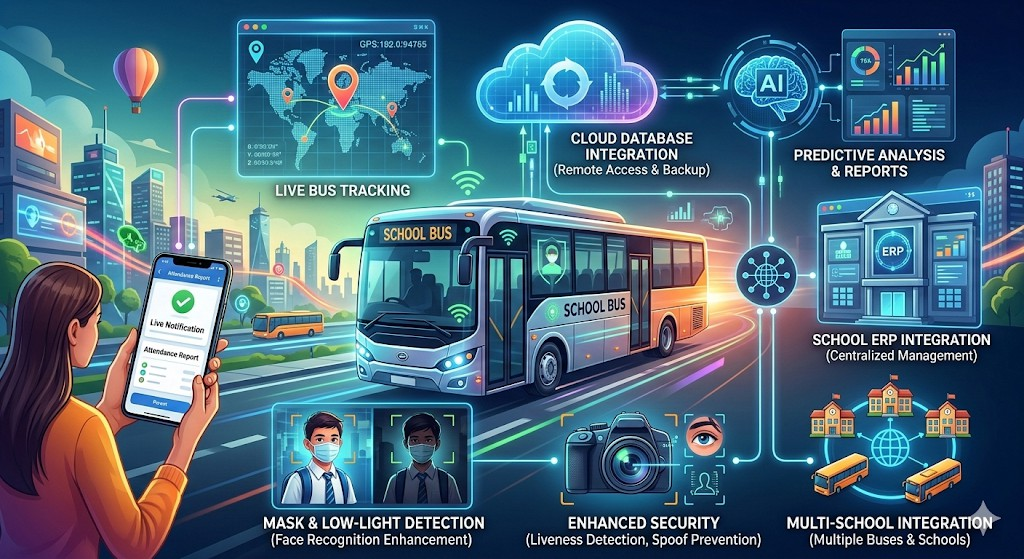 GPS:182.0:94765
LIVE BUS TRACKING
CLOUD DATABASE
INTEGRATION
(Remote Access & Backup)
AI
76%
PREDICTIVE ANALYSIS
& REPORTS
SCHOOL BUS
SCHOOL BUS
ERP
SCHOOL ERP INTEGRATION
(Centralized Management)
Attendance Report
Live Notification
Attendance Report
MASK & LOW-LIGHT DETECTION
(Face Recognition Enhancement)
ENHANCED SECURITY
(Liveness Detection, Spoof Prevention)
MULTI-SCHOOL INTEGRATION
(Multiple Buses & Schools)